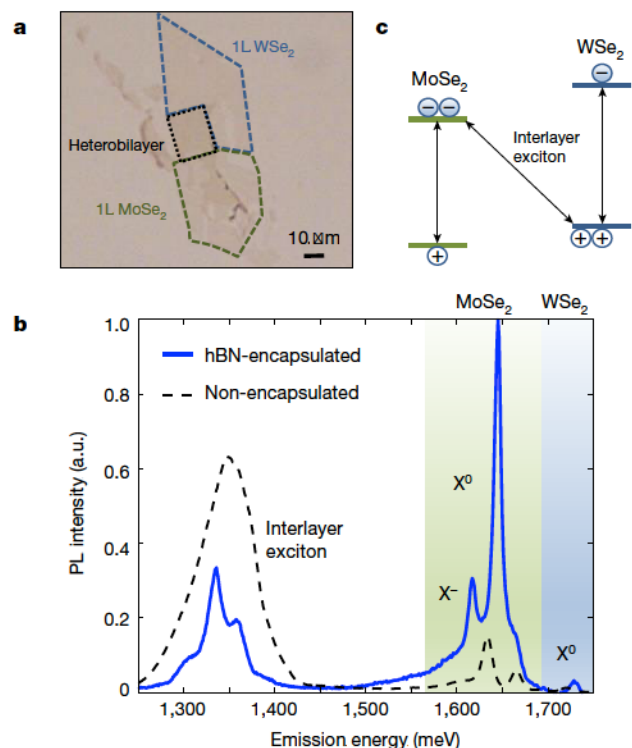 a
1L WSe₂
Heterobilayer
1L MoSe₂
c
WSe₂
MoSe₂
− −
−
Interlayer
exciton
+
+ +
b
MoSe₂ WSe₂
1.0
0.8
0.6
0.4
0.2
0
PL intensity (a.u.)
hBN-encapsulated
Non-encapsulated
Interlayer
exciton
X⁰
X⁻
X⁰
1,300 1,400 1,500 1,600 1,700
Emission energy (meV)